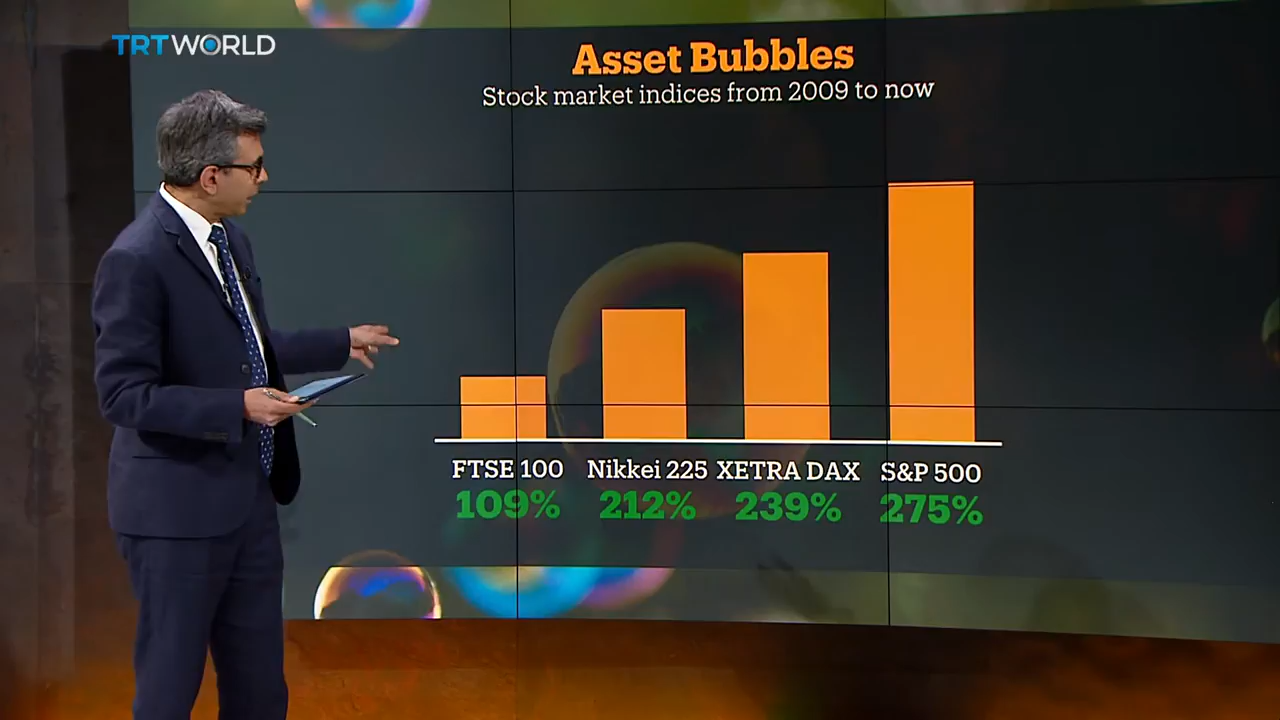 TRT WORLD
Asset Bubbles
Stock market indices from 2009 to now
FTSE 100 Nikkei 225 XETRA DAX S&P 500
109% 212% 239% 275%